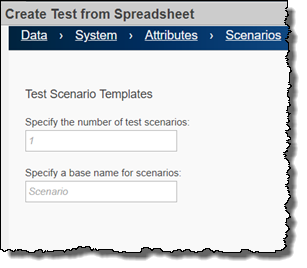 Create Test from Spreadsheet
Data › System › Attributes › Scenarios
Test Scenario Templates
Specify the number of test scenarios:
1
Specify a base name for scenarios:
Scenario